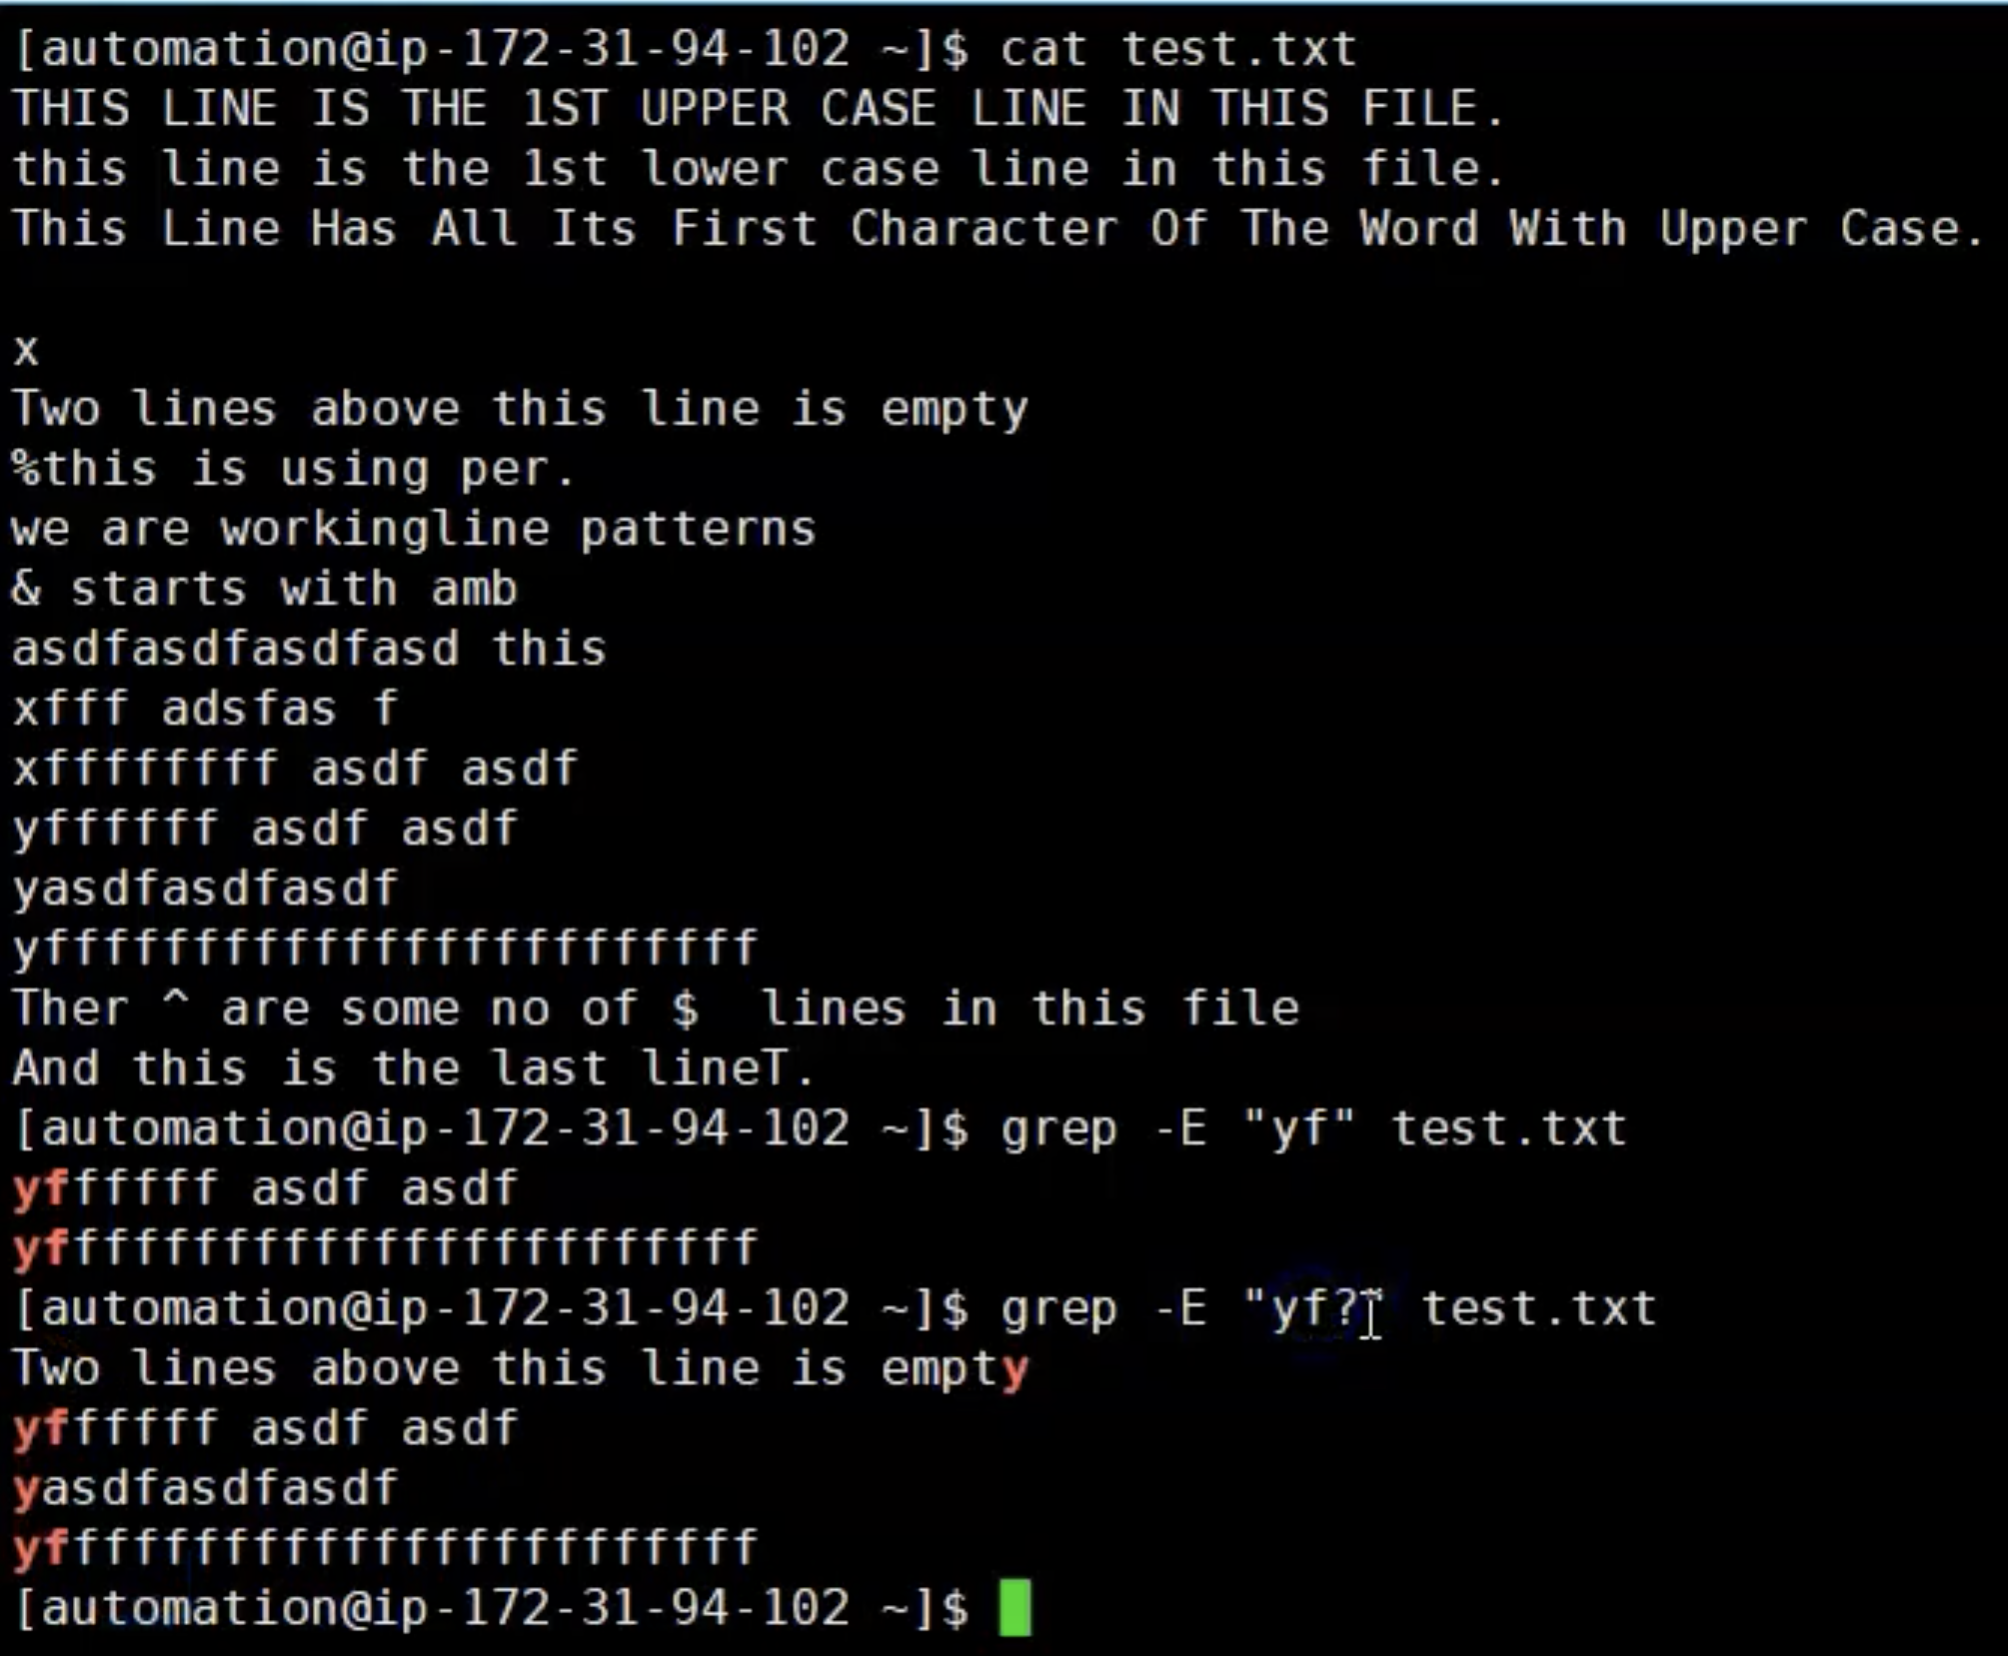 [automation@ip-172-31-94-102 ~]$ cat test.txt
THIS LINE IS THE 1ST UPPER CASE LINE IN THIS FILE.
this line is the 1st lower case line in this file.
This Line Has All Its First Character Of The Word With Upper Case.
x
Two lines above this line is empty
%this is using per.
we are workingline patterns
& starts with amb
asdfasdfasdfasd this
xfff adsfas f
xffffffff asdf asdf
yffffff asdf asdf
yasdfasdfasdf
yffffffffffffffffffffffff
Ther ^ are some no of $  lines in this file
And this is the last lineT.
[automation@ip-172-31-94-102 ~]$ grep -E "yf" test.txt
yffffff asdf asdf
yffffffffffffffffffffffff
[automation@ip-172-31-94-102 ~]$ grep -E "yf?"  test.txt
Two lines above this line is empty
yffffff asdf asdf
yasdfasdfasdf
yffffffffffffffffffffffff
[automation@ip-172-31-94-102 ~]$